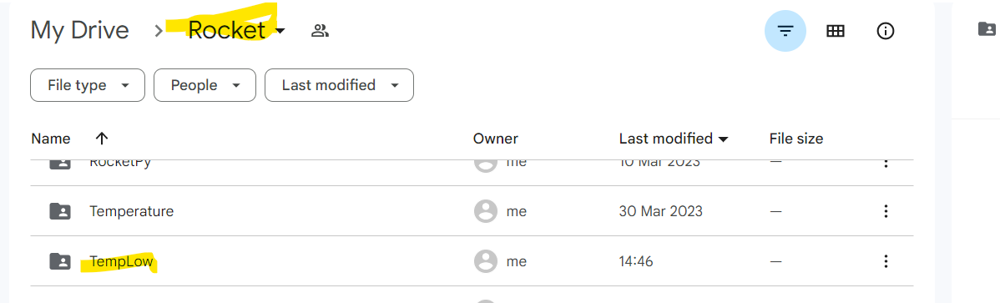 My Drive > Rocket
File type People Last modified
Name Owner Last modified File size
RocketPy me 10 Mar 2023 —
Temperature me 30 Mar 2023 —
TempLow me 14:46 —